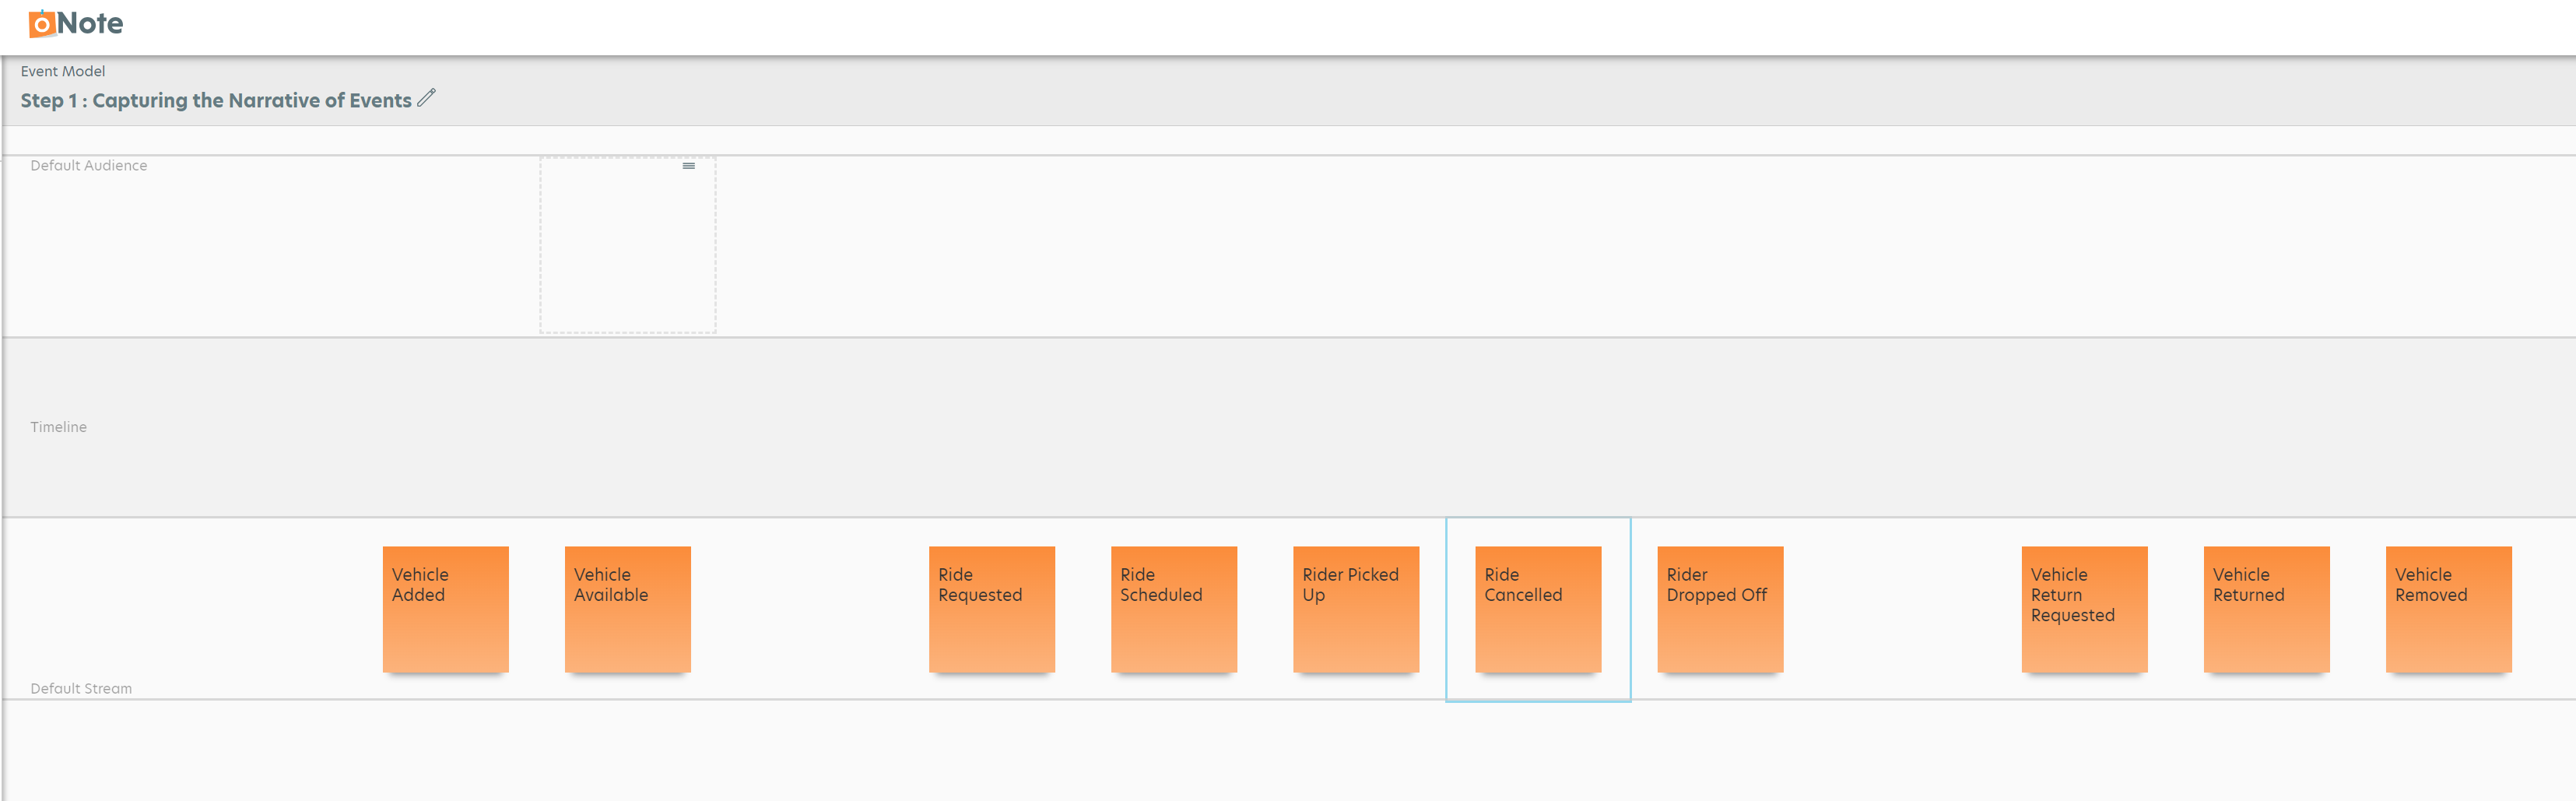 oNote
Event Model
Step 1 : Capturing the Narrative of Events
Default Audience
Timeline
Vehicle
Added
Vehicle
Available
Ride
Requested
Ride
Scheduled
Rider Picked
Up
Ride
Cancelled
Rider
Dropped Off
Vehicle
Return
Requested
Vehicle
Returned
Vehicle
Removed
Default Stream